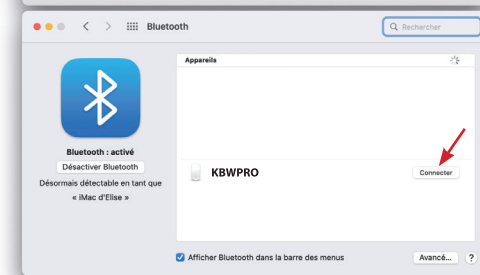 Bluetooth
Rechercher
Appareils
Bluetooth : activé
Désactiver Bluetooth
Désormais détectable en tant que
« iMac d'Elise »
KBWPRO
Connecter
Afficher Bluetooth dans la barre des menus
Avancé...
?